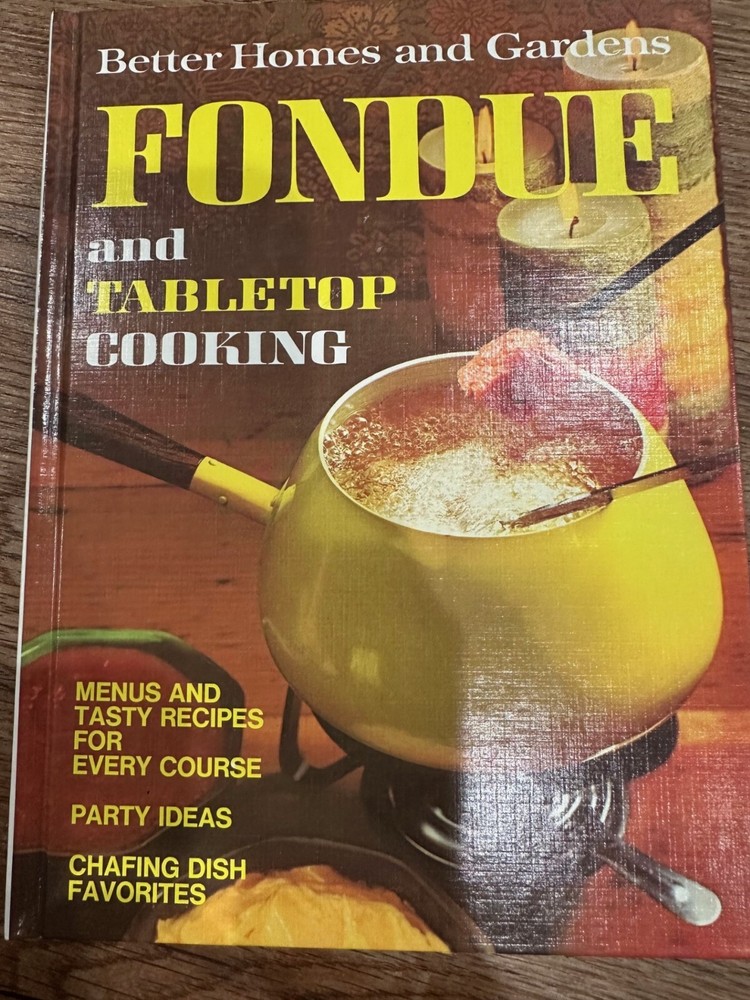 Better Homes and Gardens
FONDUE
and
TABLETOP
COOKING
MENUS AND
TASTY RECIPES
FOR
EVERY COURSE
PARTY IDEAS
CHAFING DISH
FAVORITES